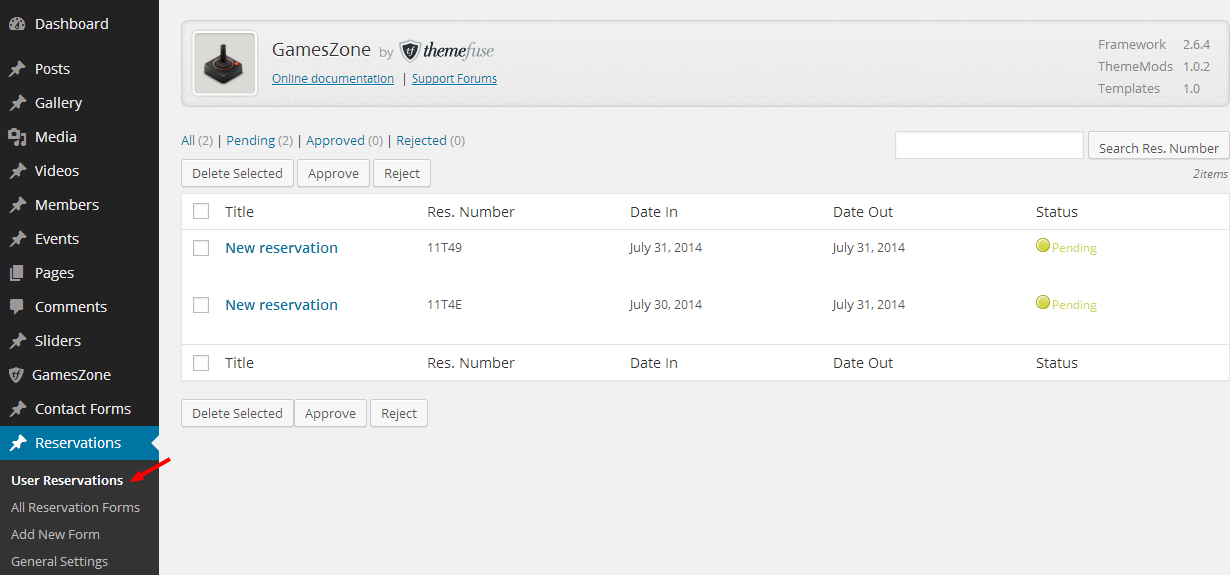 Dashboard
Posts
Gallery
Media
Videos
Members
Events
Pages
Comments
Sliders
GamesZone
Contact Forms
Reservations
User Reservations
All Reservation Forms
Add New Form
General Settings
GamesZone by tf themefuse
Online documentation | Support Forums
Framework 2.6.4
ThemeMods 1.0.2
Templates 1.0
All (2) | Pending (2) | Approved (0) | Rejected (0)
Search Res. Number
Delete Selected Approve Reject
2items
Title Res. Number Date In Date Out Status
New reservation 11T49 July 31, 2014 July 31, 2014 Pending
New reservation 11T4E July 30, 2014 July 31, 2014 Pending
Title Res. Number Date In Date Out Status
Delete Selected Approve Reject